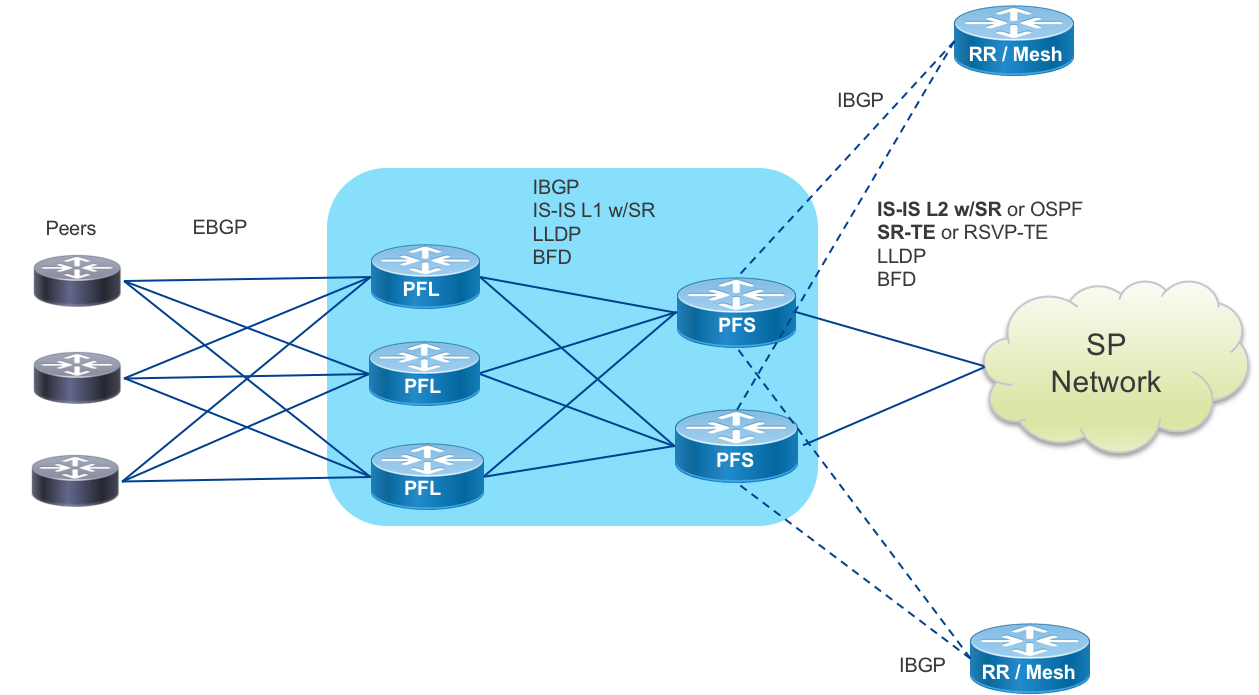 RR / Mesh
IBGP
IBGP
IS-IS L1 w/SR
LLDP
BFD
IS-IS L2 w/SR or OSPF
SR-TE or RSVP-TE
LLDP
BFD
Peers
EBGP
PFL
PFS
SP
Network
PFL
PFS
PFL
IBGP
RR / Mesh